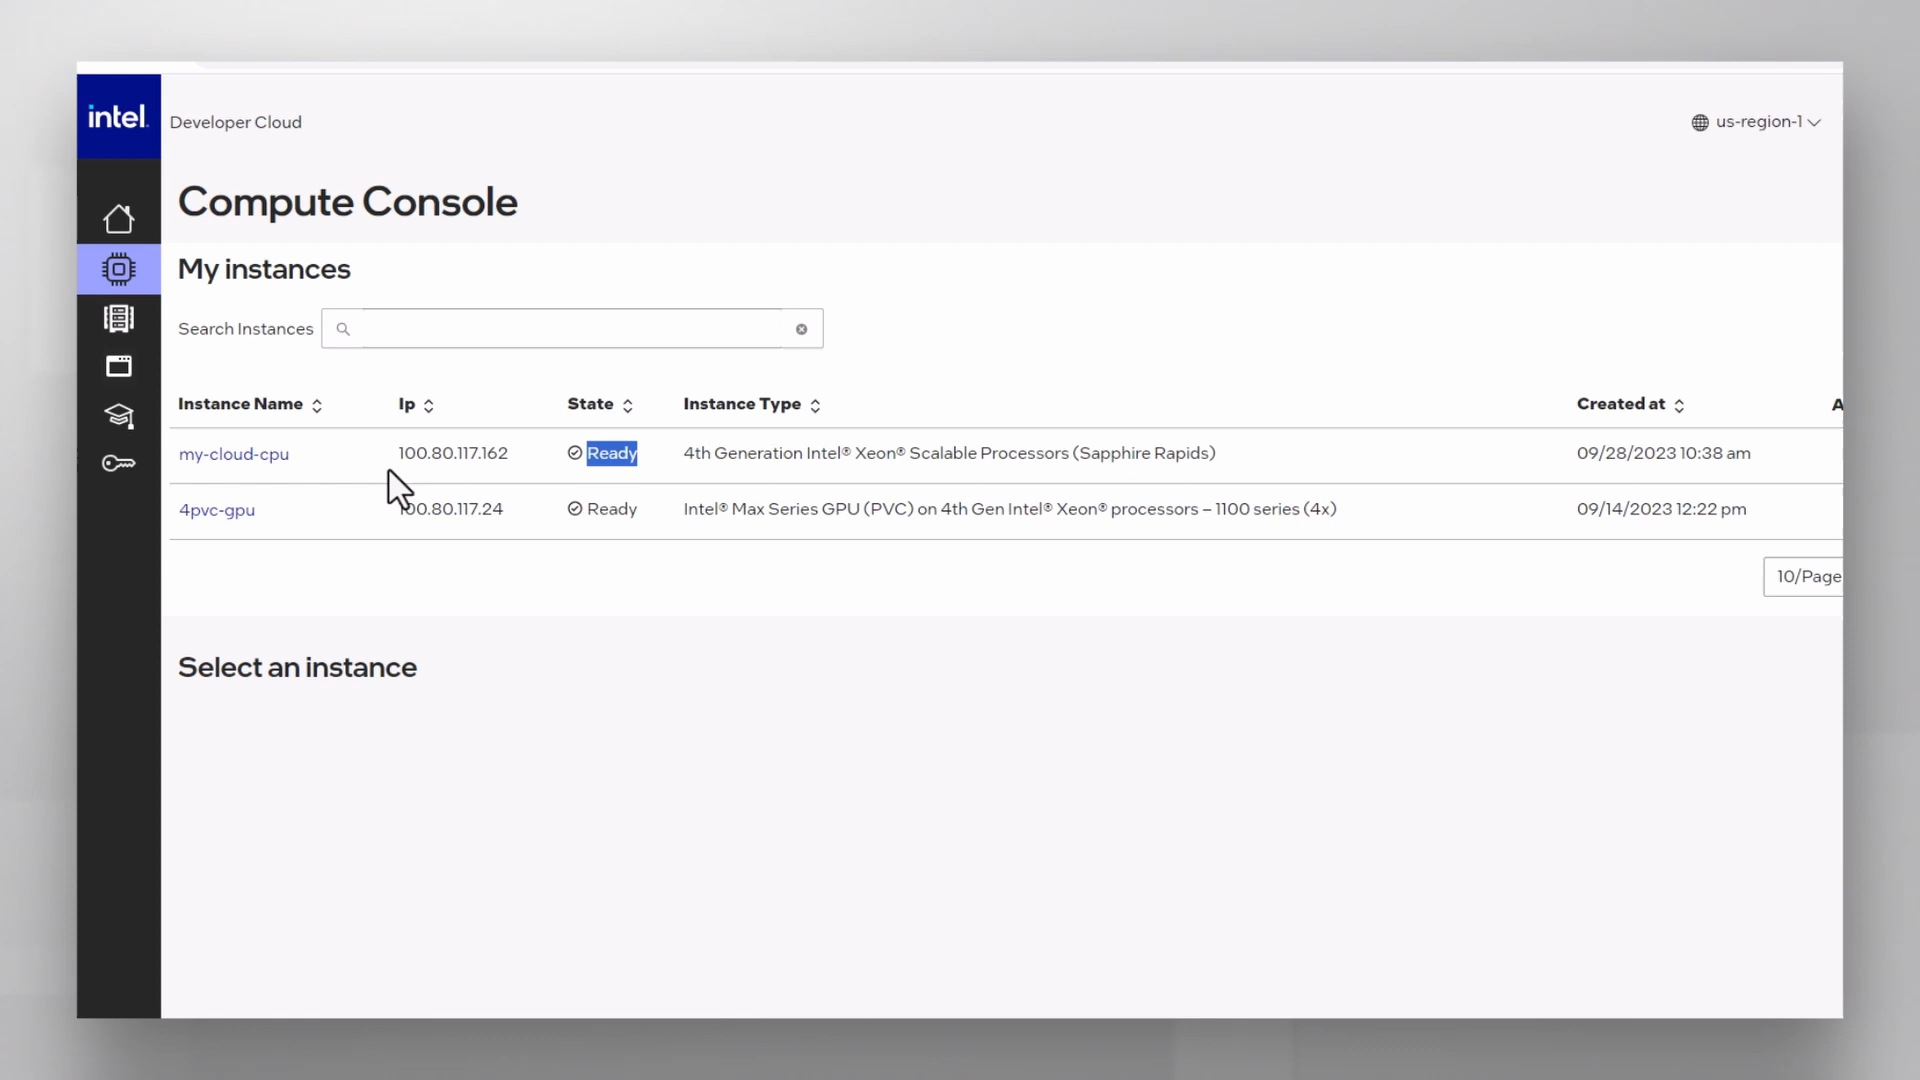 intel.
Developer Cloud
us-region-1
Compute Console
My instances
Search Instances
Instance Name Ip State Instance Type Created at A
my-cloud-cpu 100.80.117.162 Ready 4th Generation Intel® Xeon® Scalable Processors (Sapphire Rapids) 09/28/2023 10:38 am
4pvc-gpu 100.80.117.24 Ready Intel® Max Series GPU (PVC) on 4th Gen Intel® Xeon® processors – 1100 series (4x) 09/14/2023 12:22 pm
10/Page
Select an instance